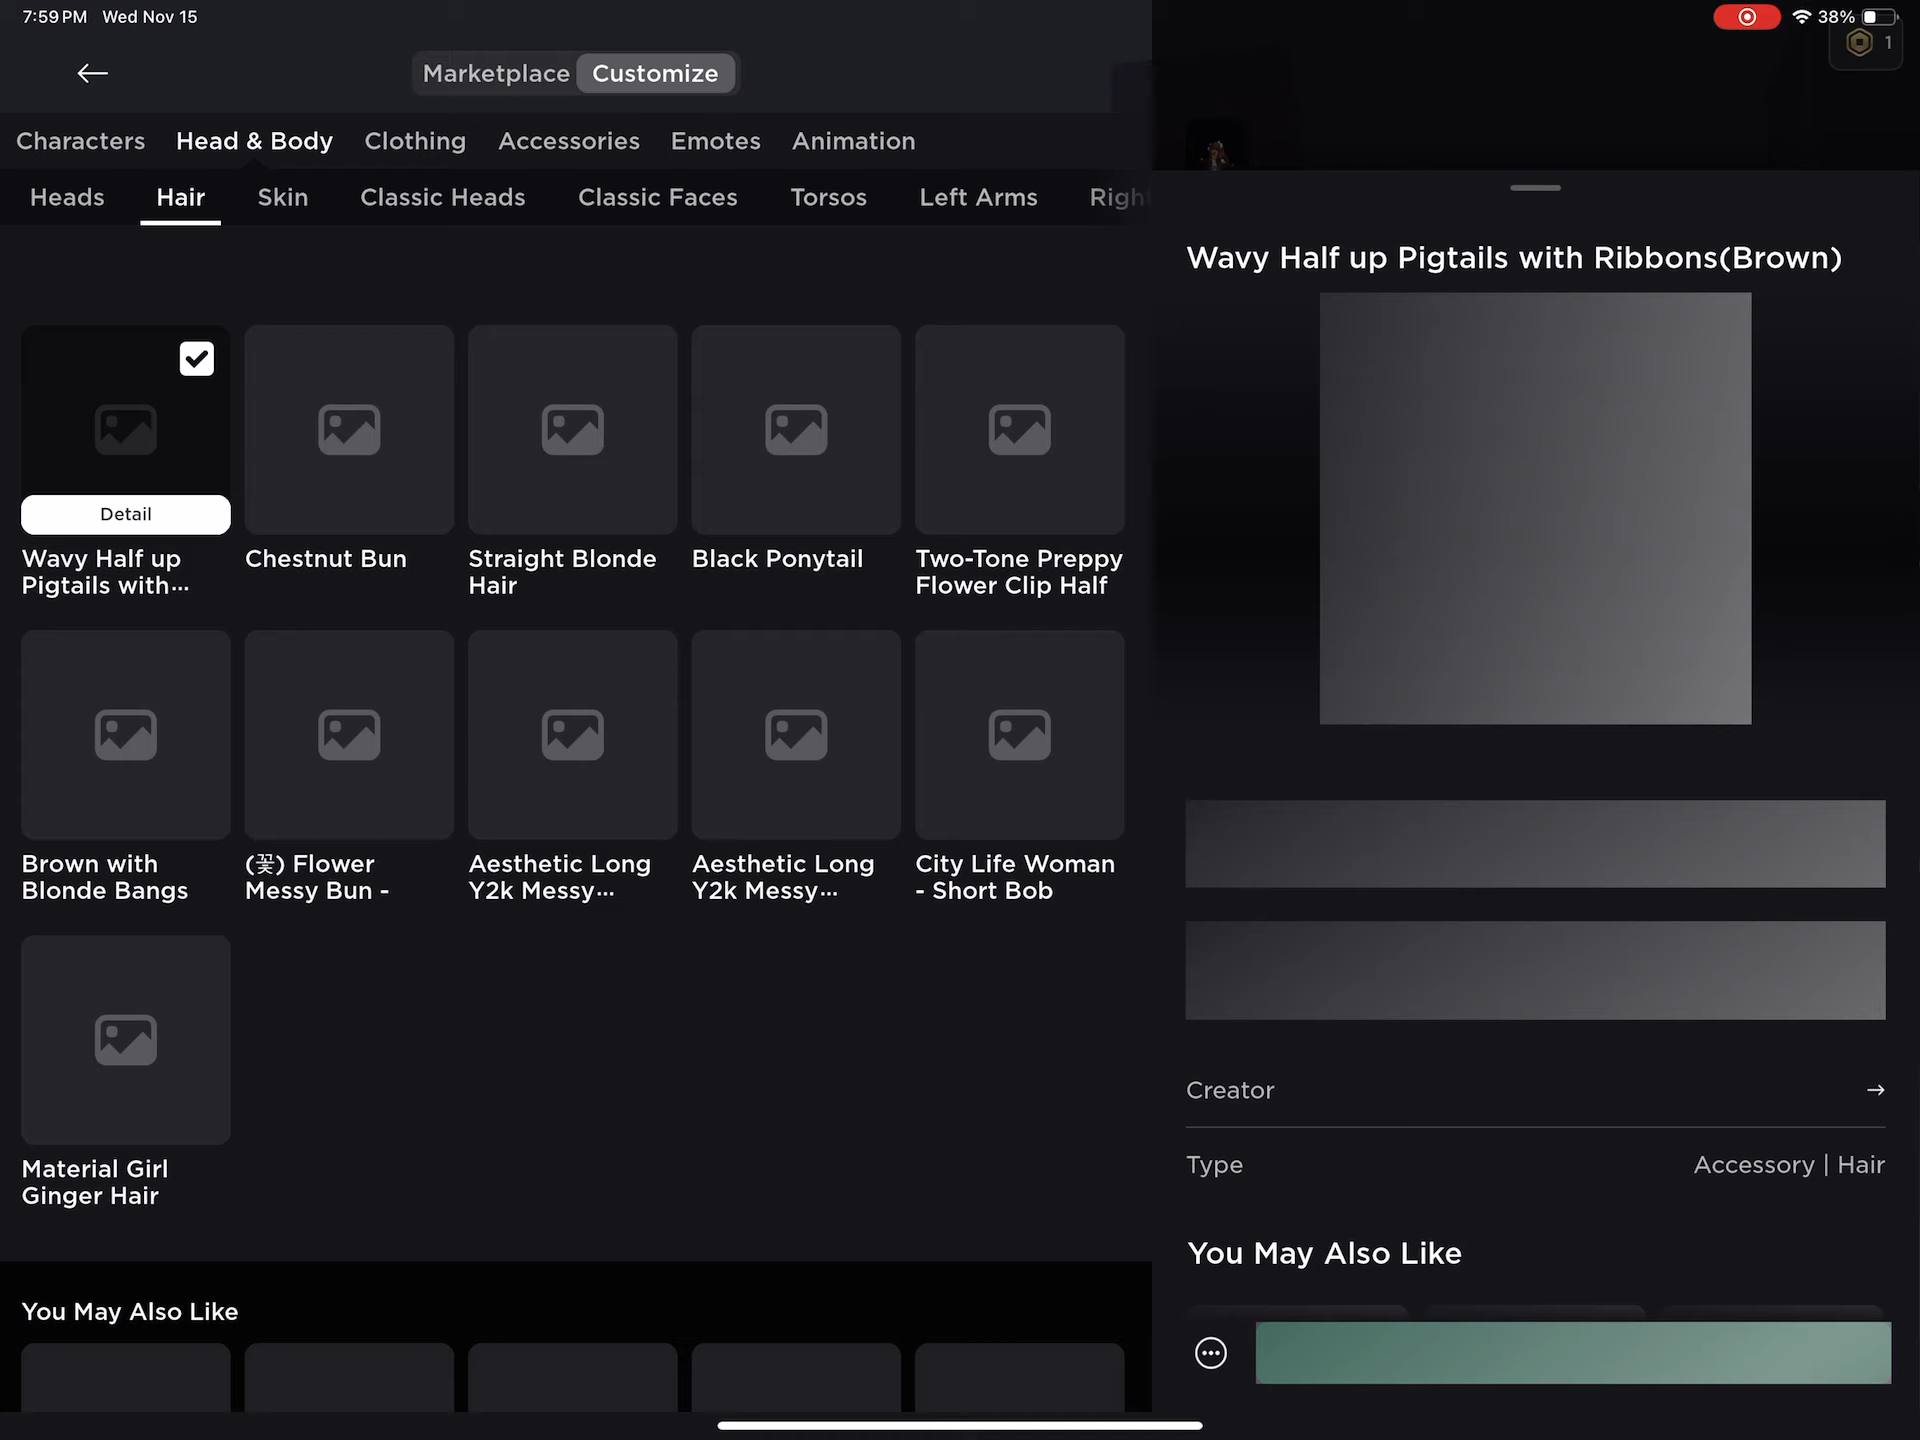 7:59 PM Wed Nov 15
38%
1
Marketplace Customize
Characters Head & Body Clothing Accessories Emotes Animation
Heads Hair Skin Classic Heads Classic Faces Torsos Left Arms Righ
Detail
Wavy Half up
Pigtails with...
Chestnut Bun
Straight Blonde
Hair
Black Ponytail
Two-Tone Preppy
Flower Clip Half
Brown with
Blonde Bangs
(꽃) Flower
Messy Bun -
Aesthetic Long
Y2k Messy...
Aesthetic Long
Y2k Messy...
City Life Woman
- Short Bob
Material Girl
Ginger Hair
You May Also Like
Wavy Half up Pigtails with Ribbons(Brown)
Creator →
Type Accessory | Hair
You May Also Like